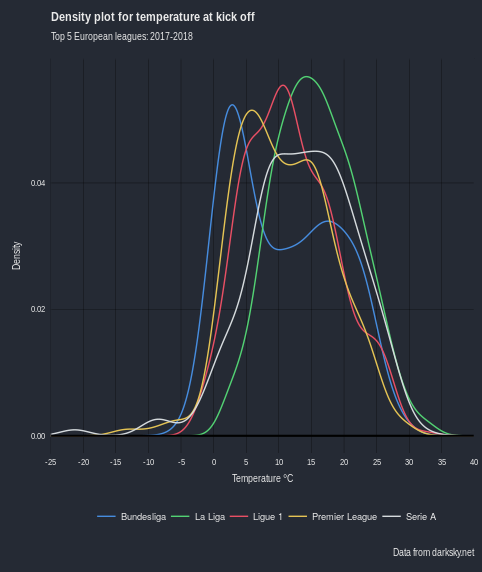 Density plot for temperature at kick off
Top 5 European leagues: 2017-2018
Density
0.04
0.02
0.00
-25 -20 -15 -10 -5 0 5 10 15 20 25 30 35 40
Temperature °C
Bundesliga La Liga Ligue 1 Premier League Serie A
Data from darksky.net